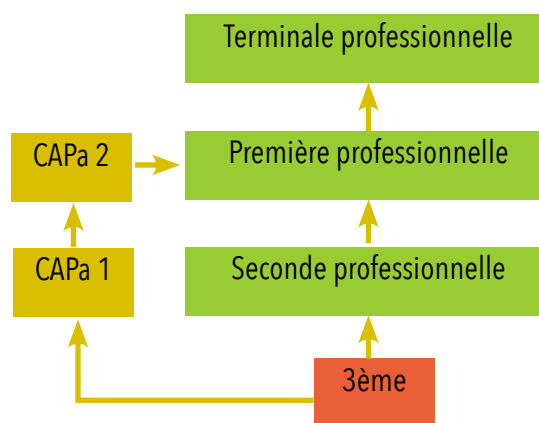 Terminale professionnelle
CAPa 2
Première professionnelle
CAPa 1
Seconde professionnelle
3ème